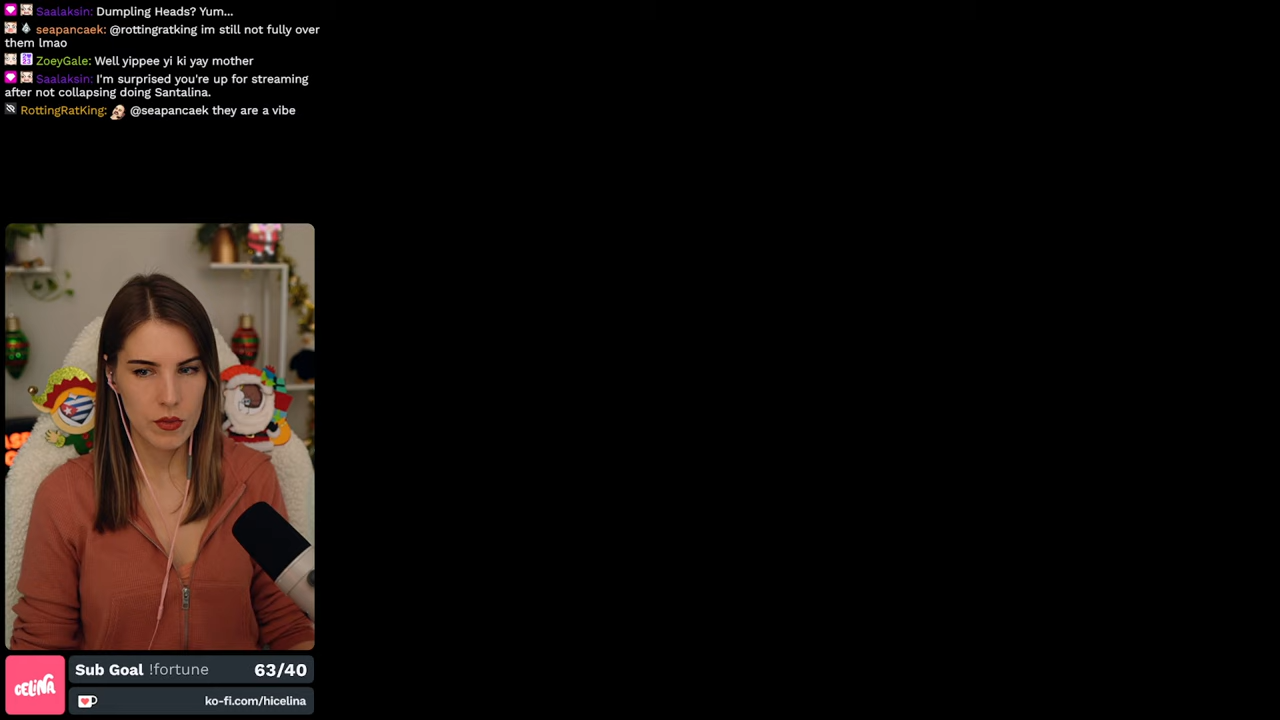 Saalaksin: Dumpling Heads? Yum...
seapancaek: @rottingratking im still not fully over
them lmao
ZoeyGale: Well yippee yi ki yay mother
Saalaksin: I'm surprised you're up for streaming
after not collapsing doing Santalina.
RottingRatKing: @seapancaek they are a vibe
Sub Goal !fortune 63/40
CELINA
ko-fi.com/hicelina